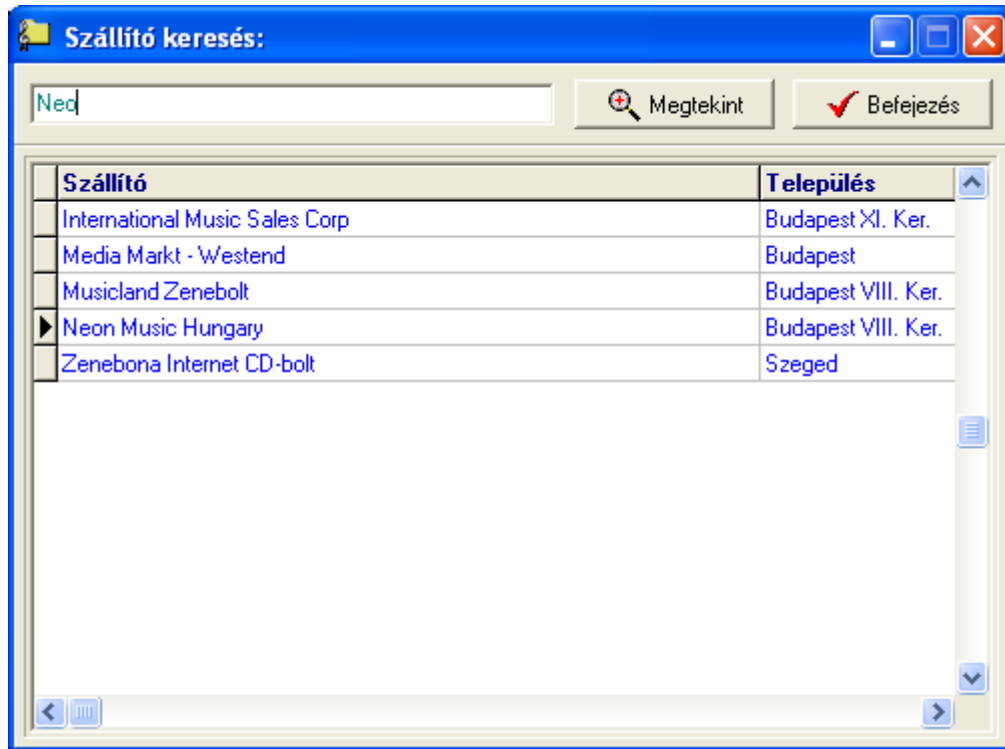 Szállító keresés:
Neo Megtekint Befejezés
Szállító Település
International Music Sales Corp Budapest XI. Ker.
Media Markt - Westend Budapest
Musicland Zenebolt Budapest VIII. Ker.
Neon Music Hungary Budapest VIII. Ker.
Zenebona Internet CD-bolt Szeged